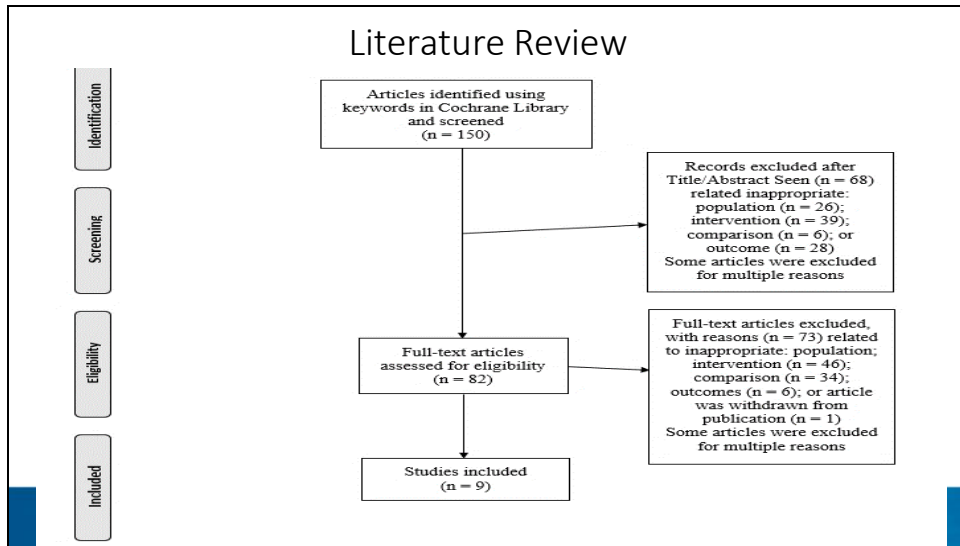 Literature Review
Identification
Articles identified using
keywords in Cochrane Library
and screened
(n = 150)
Records excluded after
Title/Abstract Seen (n = 68)
related inappropriate:
population (n = 26);
intervention (n = 39);
comparison (n = 6); or
outcome (n = 28)
Some articles were excluded
for multiple reasons
Screening
Full-text articles
assessed for eligibility
(n = 82)
Full-text articles excluded,
with reasons (n = 73) related
to inappropriate: population;
intervention (n = 46);
comparison (n = 34);
outcomes (n = 6); or article
was withdrawn from
publication (n = 1)
Some articles were excluded
for multiple reasons
Eligibility
Studies included
(n = 9)
Included